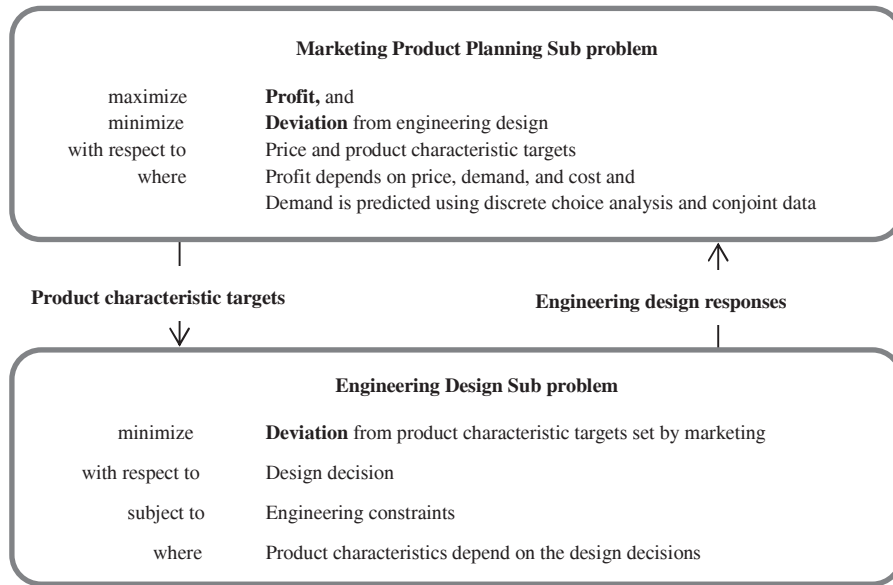 Marketing Product Planning Sub problem
maximize Profit, and
minimize Deviation from engineering design
with respect to Price and product characteristic targets
where Profit depends on price, demand, and cost and
Demand is predicted using discrete choice analysis and conjoint data
Product characteristic targets
Engineering design responses
Engineering Design Sub problem
minimize Deviation from product characteristic targets set by marketing
with respect to Design decision
subject to Engineering constraints
where Product characteristics depend on the design decisions